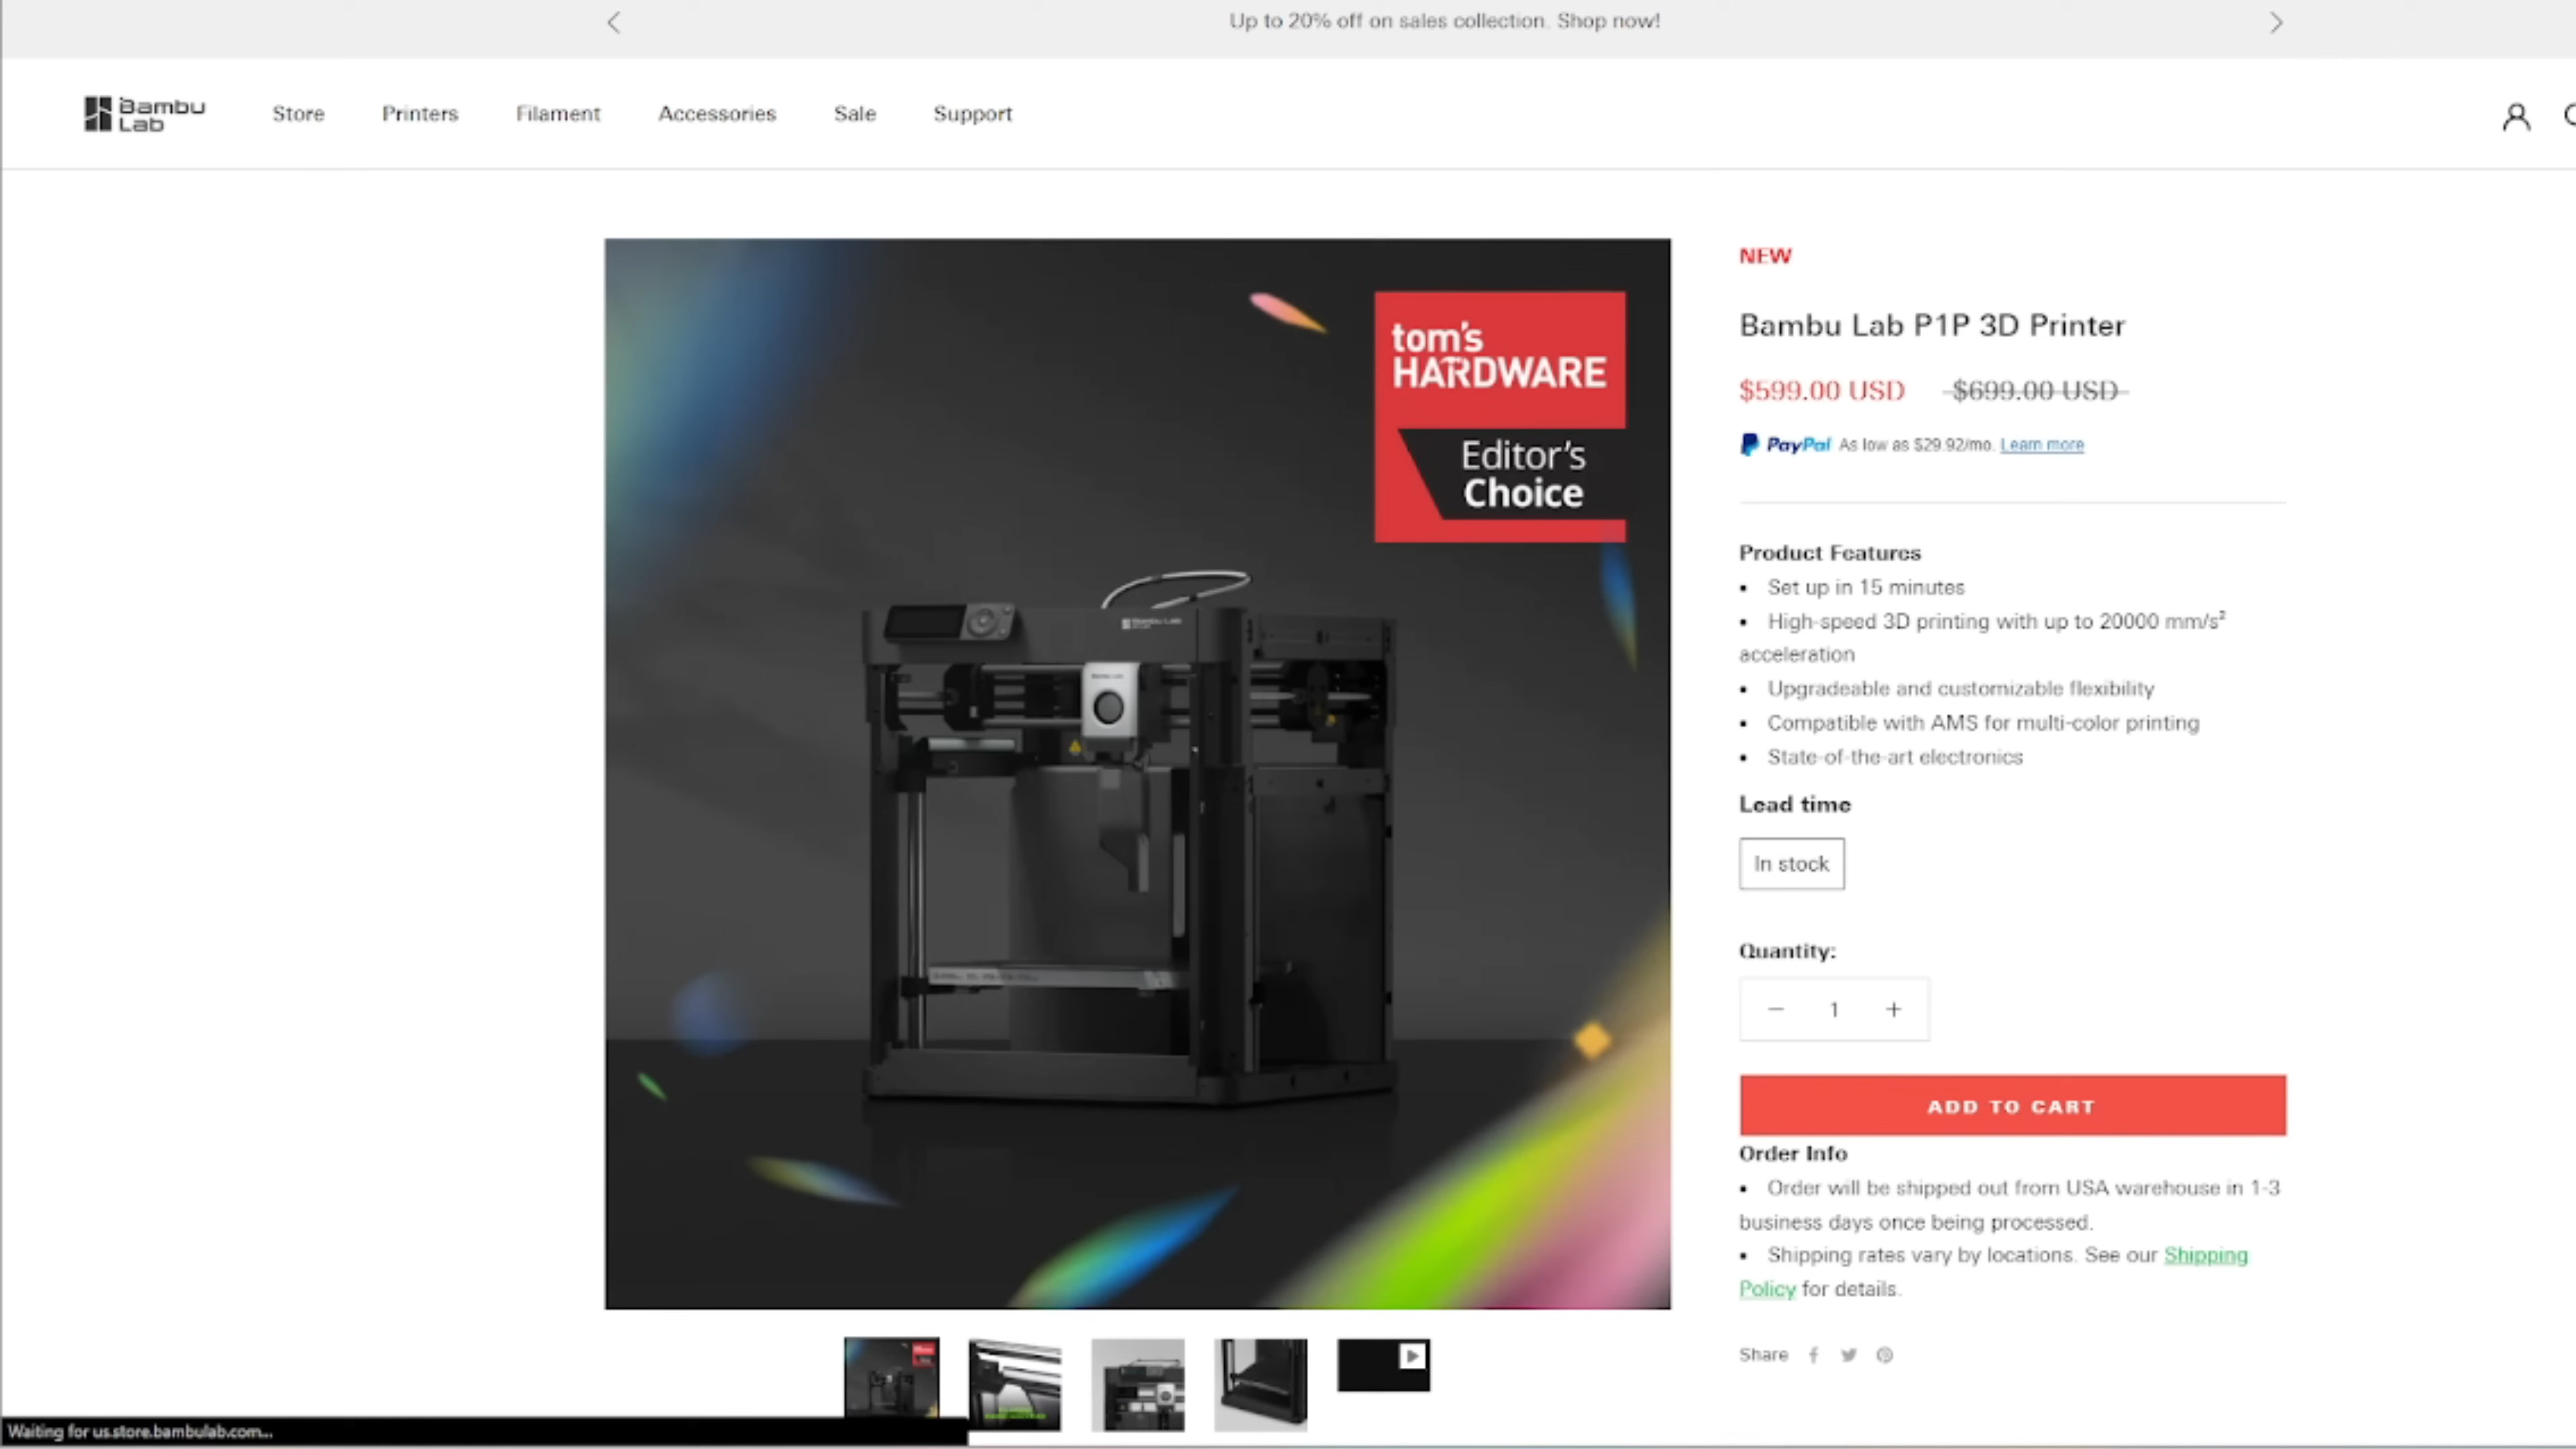 Up to 20% off on sales collection. Shop now!
Bambu
Lab
Store
Printers
Filament
Accessories
Sale
Support
tom's
HARDWARE
Editor's
Choice
Bambu Lab
NEW
Bambu Lab P1P 3D Printer
$599.00 USD $699.00 USD
PayPal As low as $29.92/mo. Learn more
Product Features
▪ Set up in 15 minutes
▪ High-speed 3D printing with up to 20000 mm/s²
acceleration
▪ Upgradeable and customizable flexibility
▪ Compatible with AMS for multi-color printing
▪ State-of-the-art electronics
Lead time
In stock
Quantity:
− 1 +
ADD TO CART
Order Info
▪ Order will be shipped out from USA warehouse in 1-3
business days once being processed.
▪ Shipping rates vary by locations. See our Shipping
Policy for details.
Share
Waiting for us.store.bambulab.com...